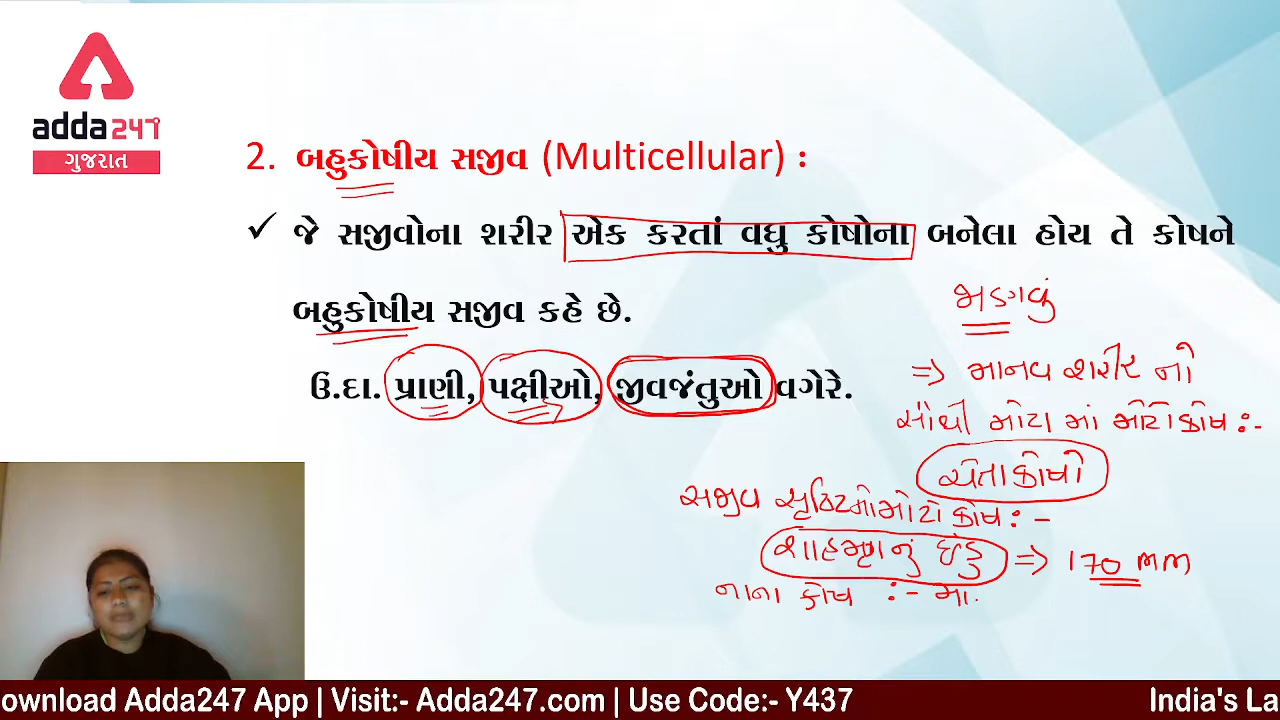 adda247
ગુજરાત
2. બહુકોષીય સજીવ (Multicellular) :
✓ જે સજીવોના શરીર એક કરતાં વધુ કોષોના બનેલા હોય તે કોષને
બહુકોષીય સજીવ કહે છે.
ઉ.દા. પ્રાણી, પક્ષીઓ, જીવજંતુઓ વગેરે.
=> માનવ શરીર નો
સૌથી મોટા માં મોટો કોષ :-
ચેતાકોષો
સજીવ સૃષ્ટિનો મોટો કોષ :-
શાહમૃગનું ઈંડુ => 170 mm
નાના કોષ :- મા.
ownload Adda247 App | Visit:- Adda247.com | Use Code:- Y437
India's La